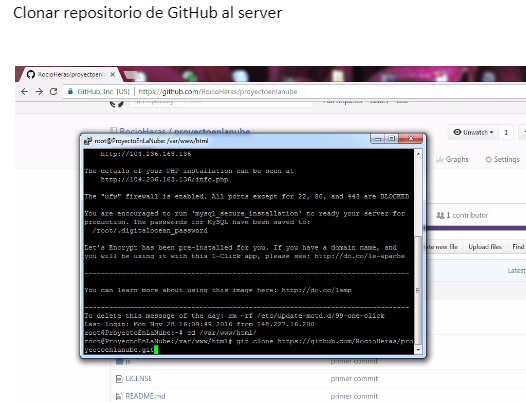 Clonar repositorio de GitHub al server
RocioHeras/proyectoenl
GitHub, Inc. [US] https://github.com/RocioHeras/proyectoenlanube
RocioHeras / proyectoenlanube
Unwatch 1
root@ProyectoEnLaNube: /var/www/html
http://104.236.163.136
The details of your PHP installation can be seen at
http://104.236.163.136/info.php
The "ufw" firewall is enabled. All ports except for 22, 80, and 443 are BLOCKED
You are encouraged to run 'mysql_secure_installation' to ready your server for
production. The passwords for MySQL have been saved to:
/root/.digitalocean_password
Let's Encrypt has been pre-installed for you. If you have a domain name, and
you will be using it with this 1-Click app, please see: http://do.co/le-apache
--------------------------------------------------------------------------------
You can learn more about using this image here: http://do.co/lamp
--------------------------------------------------------------------------------
To delete this message of the day: rm -rf /etc/update-motd.d/99-one-click
Last login: Mon Nov 28 16:09:49 2016 from 148.227.16.200
root@ProyectoEnLaNube:~# cd /var/www/html/
root@ProyectoEnLaNube:/var/www/html# git clone https://github.com/RocioHeras/pro
yectoenlanube.git
Graphs Settings
1 contributor
new file Upload files Find
Latest
js primer commit
LICENSE primer commit
README.md primer commit